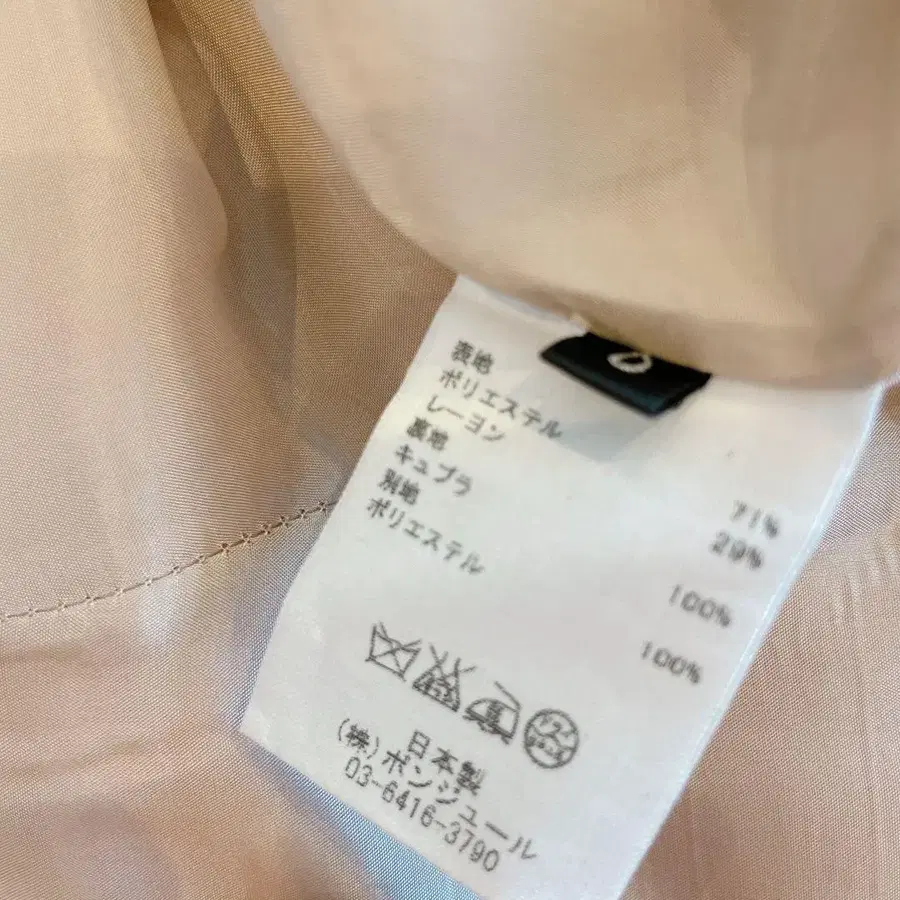 0
表地
ポリエステル 71%
レーヨン 29%
裏地
キュプラ 100%
別地
ポリエステル 100%
日本製
(株)ボンジュール
03-6416-3790